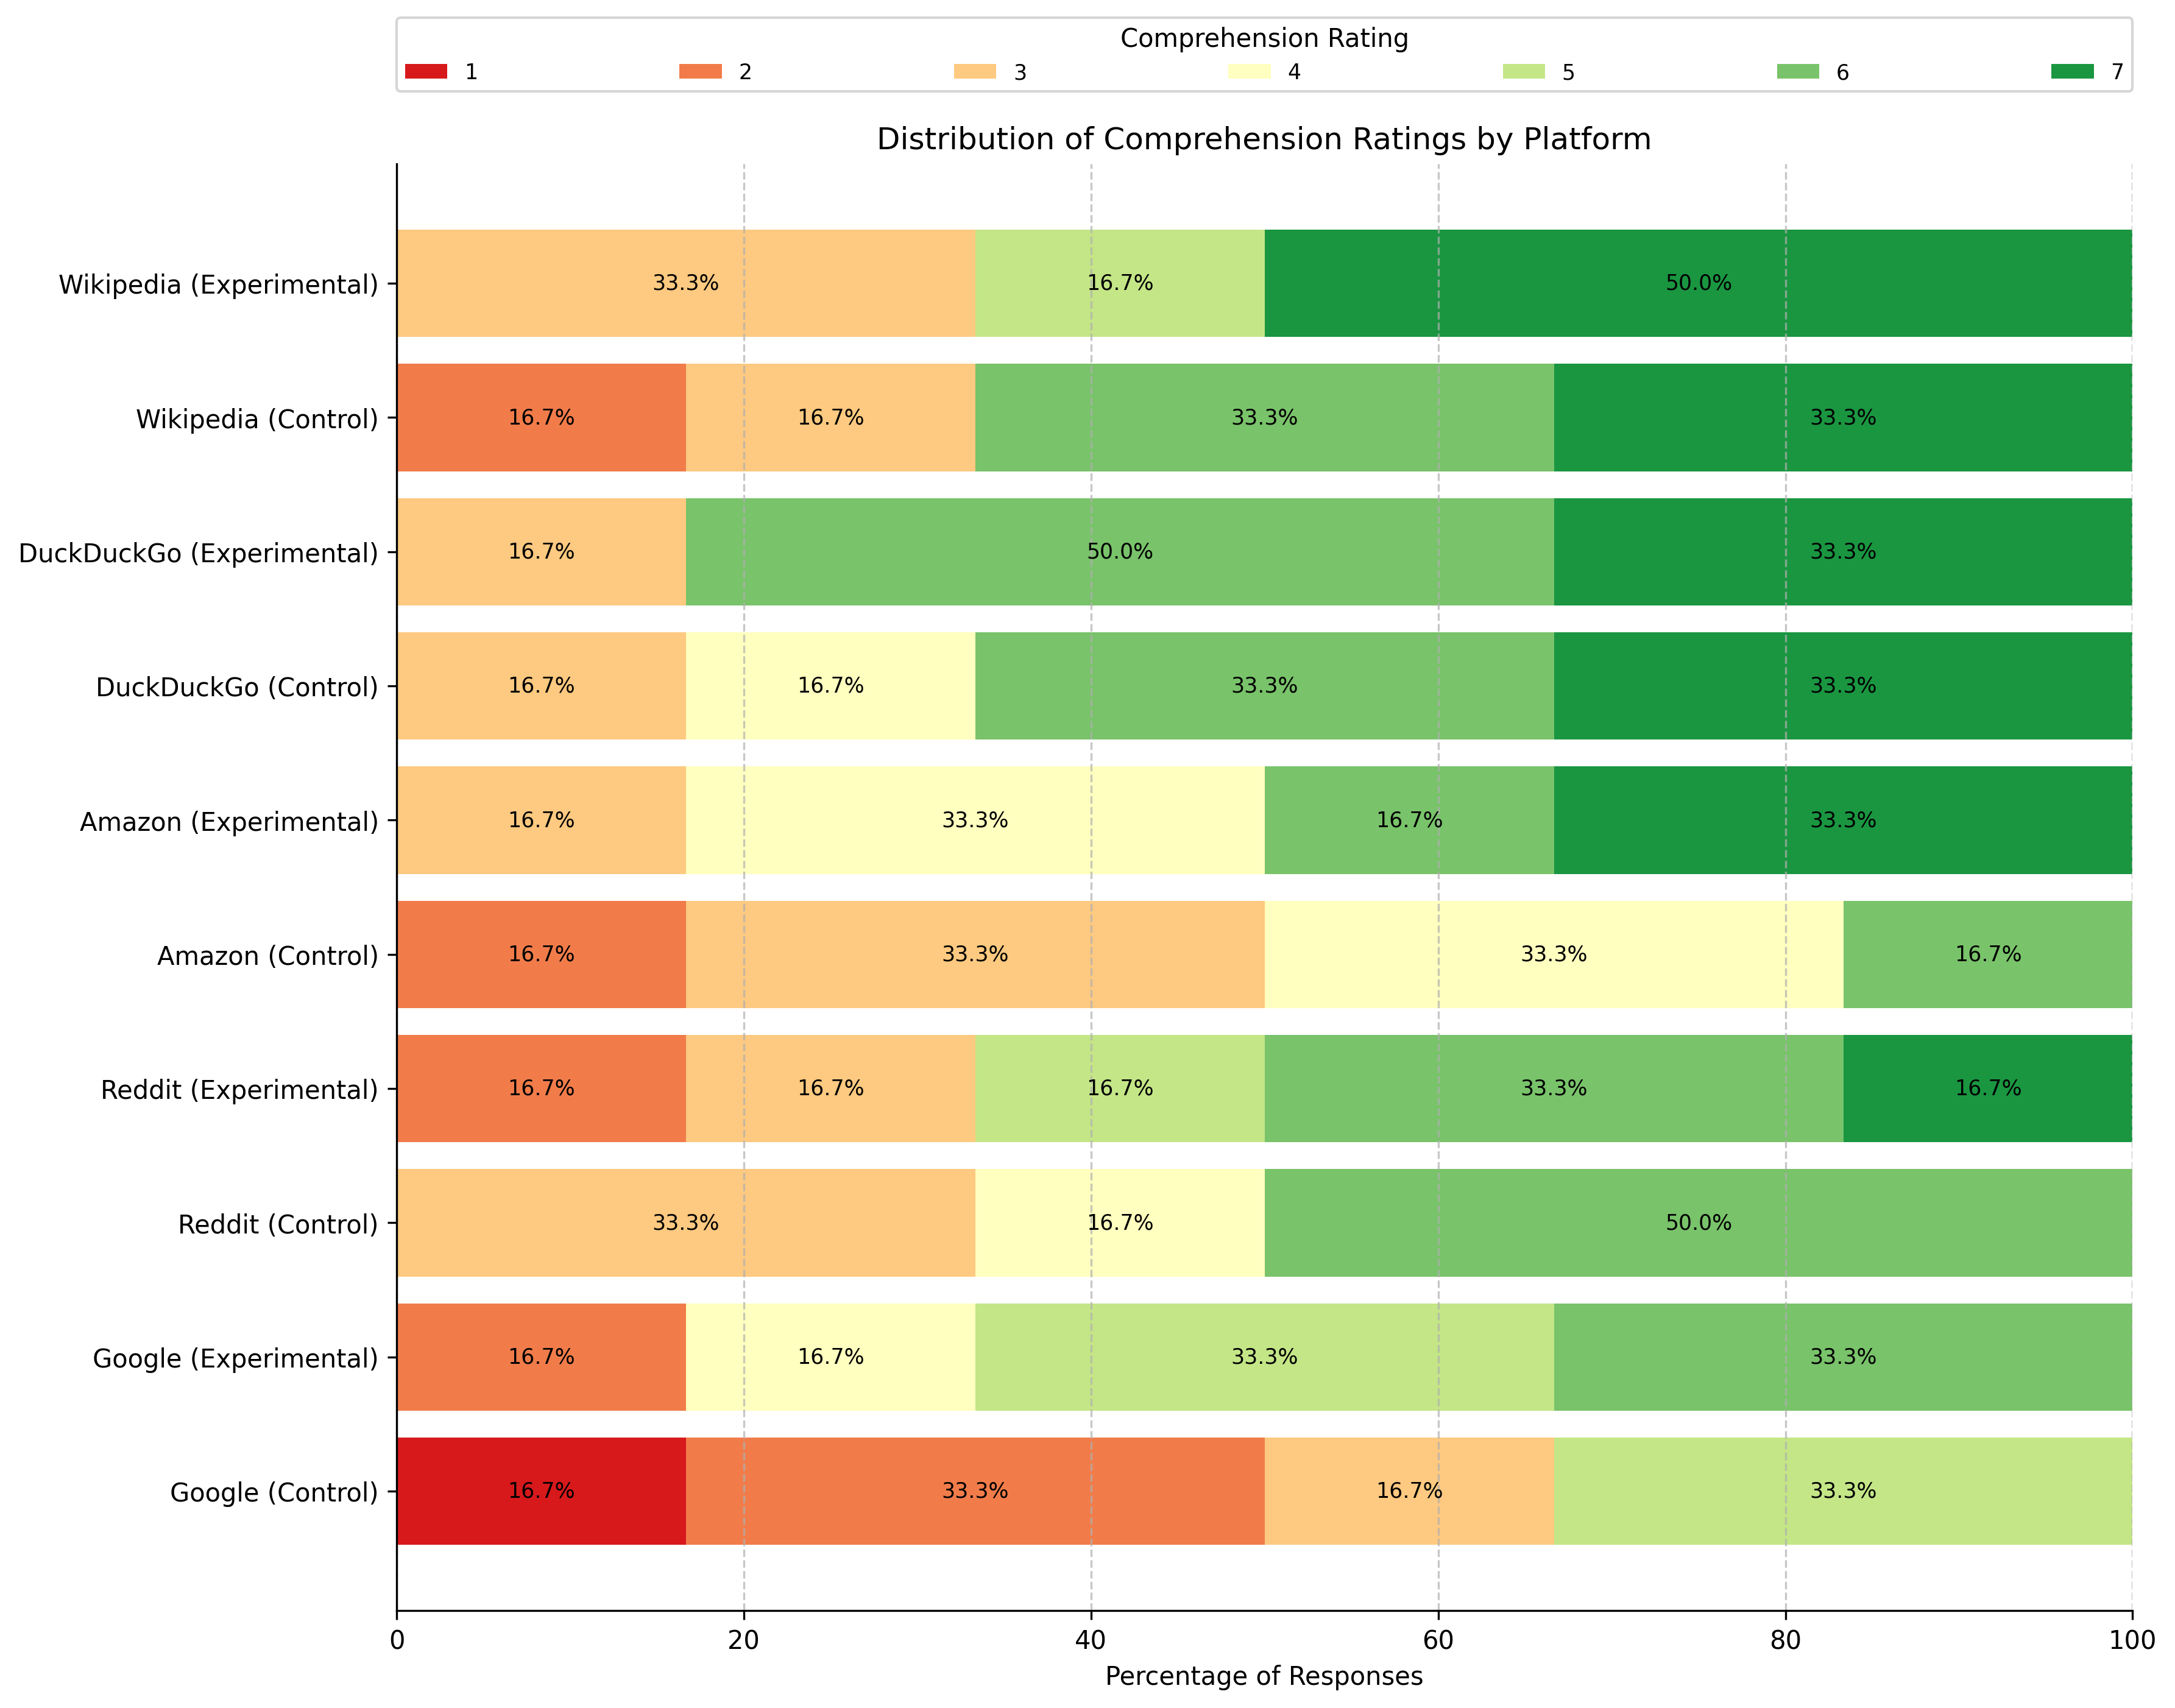 Comprehension Rating
1 2 3 4 5 6 7
Distribution of Comprehension Ratings by Platform
Wikipedia (Experimental) 33.3% 16.7% 50.0%
Wikipedia (Control) 16.7% 16.7% 33.3% 33.3%
DuckDuckGo (Experimental) 16.7% 50.0% 33.3%
DuckDuckGo (Control) 16.7% 16.7% 33.3% 33.3%
Amazon (Experimental) 16.7% 33.3% 16.7% 33.3%
Amazon (Control) 16.7% 33.3% 33.3% 16.7%
Reddit (Experimental) 16.7% 16.7% 16.7% 33.3% 16.7%
Reddit (Control) 33.3% 16.7% 50.0%
Google (Experimental) 16.7% 16.7% 33.3% 33.3%
Google (Control) 16.7% 33.3% 16.7% 33.3%
0 20 40 60 80 100
Percentage of Responses